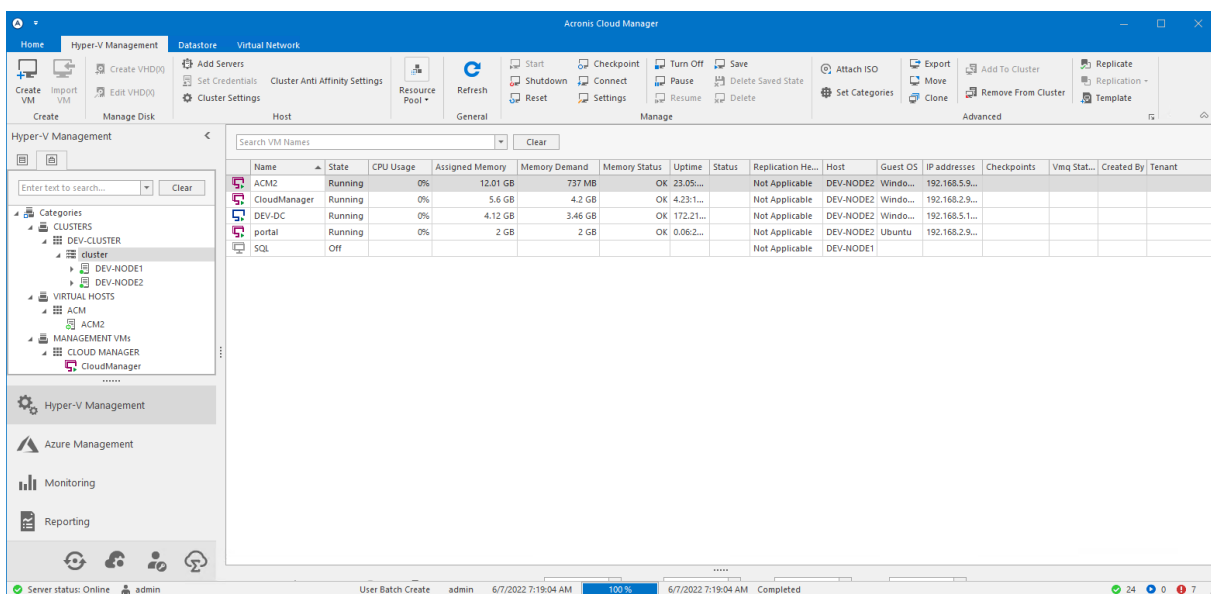 Acronis Cloud Manager
Home Hyper-V Management Datastore Virtual Network
Create VM
Import VM
Create
Create VHD(X)
Edit VHD(X)
Manage Disk
Add Servers
Set Credentials Cluster Anti Affinity Settings
Cluster Settings
Host
Resource Pool
Refresh
General
Start Checkpoint Turn Off Save
Shutdown Connect Pause Delete Saved State
Reset Settings Resume Delete
Manage
Attach ISO
Set Categories
Export Add To Cluster Replicate
Move Remove From Cluster Replication
Clone Template
Advanced
Hyper-V Management
Enter text to search... Clear
Categories
CLUSTERS
DEV-CLUSTER
cluster
DEV-NODE1
DEV-NODE2
VIRTUAL HOSTS
ACM
ACM2
MANAGEMENT VMs
CLOUD MANAGER
CloudManager
Hyper-V Management
Azure Management
Monitoring
Reporting
Search VM Names Clear
Name State CPU Usage Assigned Memory Memory Demand Memory Status Uptime Status Replication He... Host Guest OS IP addresses Checkpoints Vmq Stat... Created By Tenant
ACM2 Running 0% 12.01 GB 737 MB OK 23.05:... Not Applicable DEV-NODE2 Windo... 192.168.5.9...
CloudManager Running 0% 5.6 GB 4.2 GB OK 4.23:1... Not Applicable DEV-NODE2 Windo... 192.168.2.9...
DEV-DC Running 0% 4.12 GB 3.46 GB OK 172.21... Not Applicable DEV-NODE2 Windo... 192.168.5.1...
portal Running 0% 2 GB 2 GB OK 0.06:2... Not Applicable DEV-NODE2 Ubuntu 192.168.2.9...
SQL Off Not Applicable DEV-NODE1
Server status: Online admin User Batch Create admin 6/7/2022 7:19:04 AM 100 % 6/7/2022 7:19:04 AM Completed 24 0 7